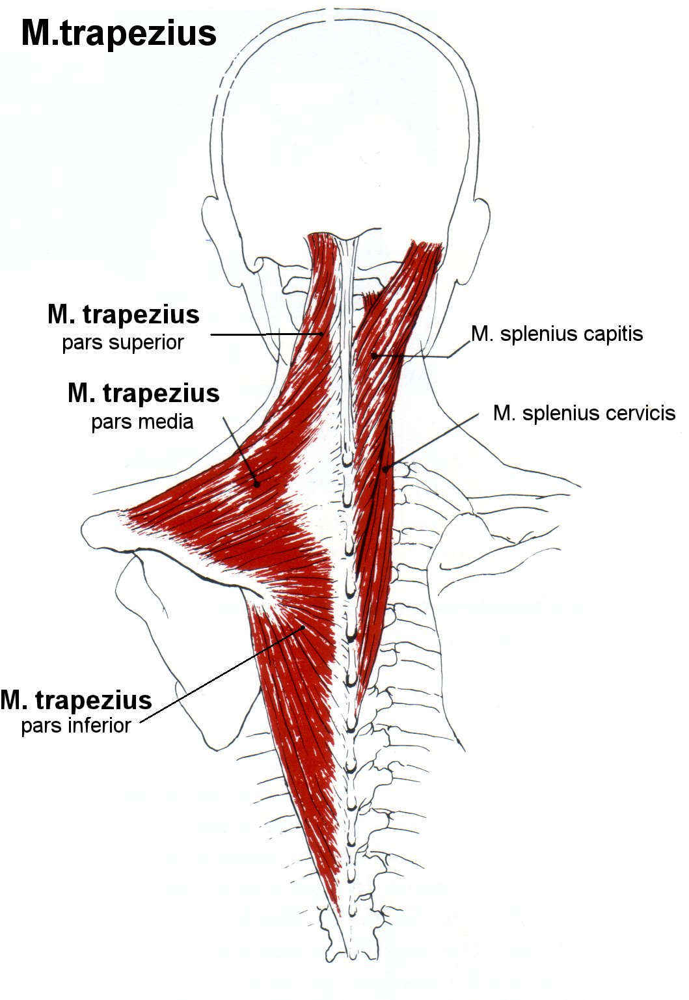 M.trapezius
M. trapezius
pars superior
M. splenius capitis
M. trapezius
pars media
M. splenius cervicis
M. trapezius
pars inferior